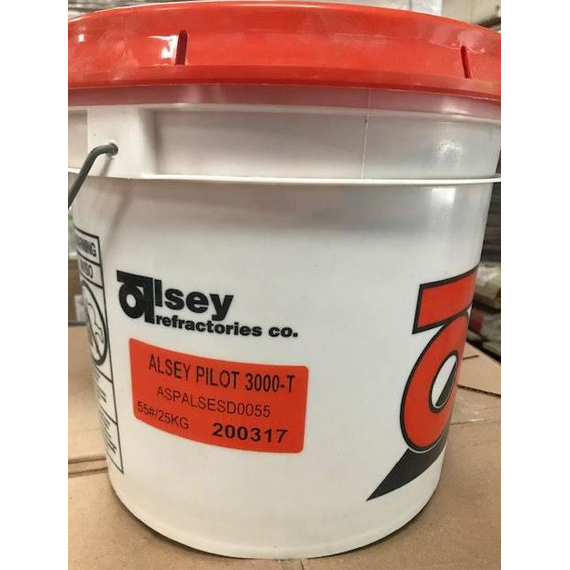 alsey
refractories co.
ALSEY PILOT 3000-T
ASPALSESD0055
55#/25KG 200317